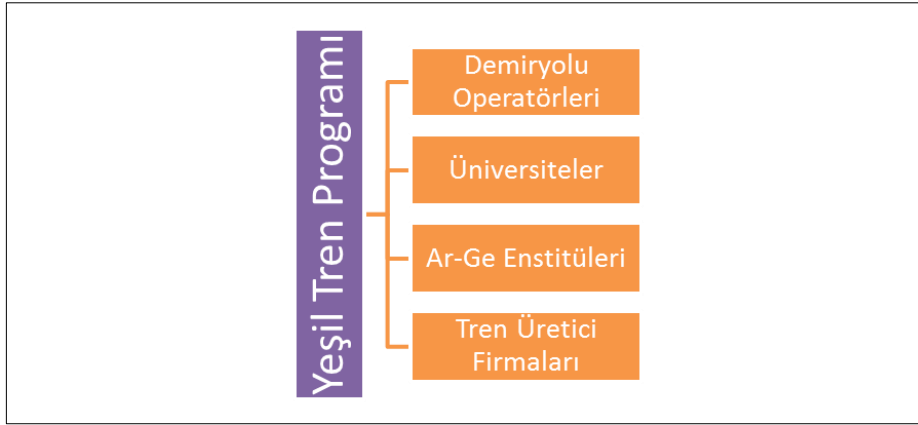 Yeşil Tren Programı
Demiryolu
Operatörleri
Üniversiteler
Ar-Ge Enstitüleri
Tren Üretici
Firmaları